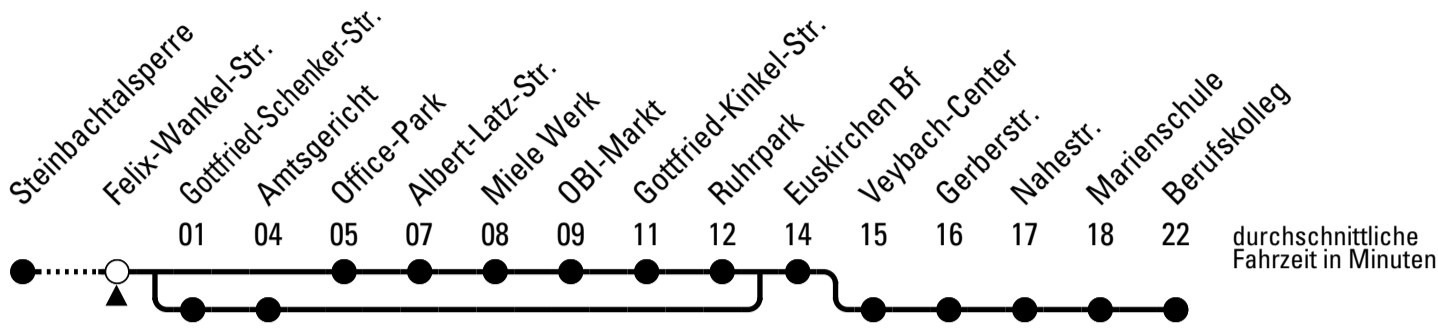 Steinbachtalsperre
Felix-Wankel-Str.
Gottfried-Schenker-Str.
Amtsgericht
Office-Park
Albert-Latz-Str.
Miele Werk
OBI-Markt
Gottfried-Kinkel-Str.
Ruhrpark
Euskirchen Bf
Veybach-Center
Gerberstr.
Nahestr.
Marienschule
Berufskolleg
01 04 05 07 08 09 11 12 14 15 16 17 18 22
durchschnittliche
Fahrzeit in Minuten